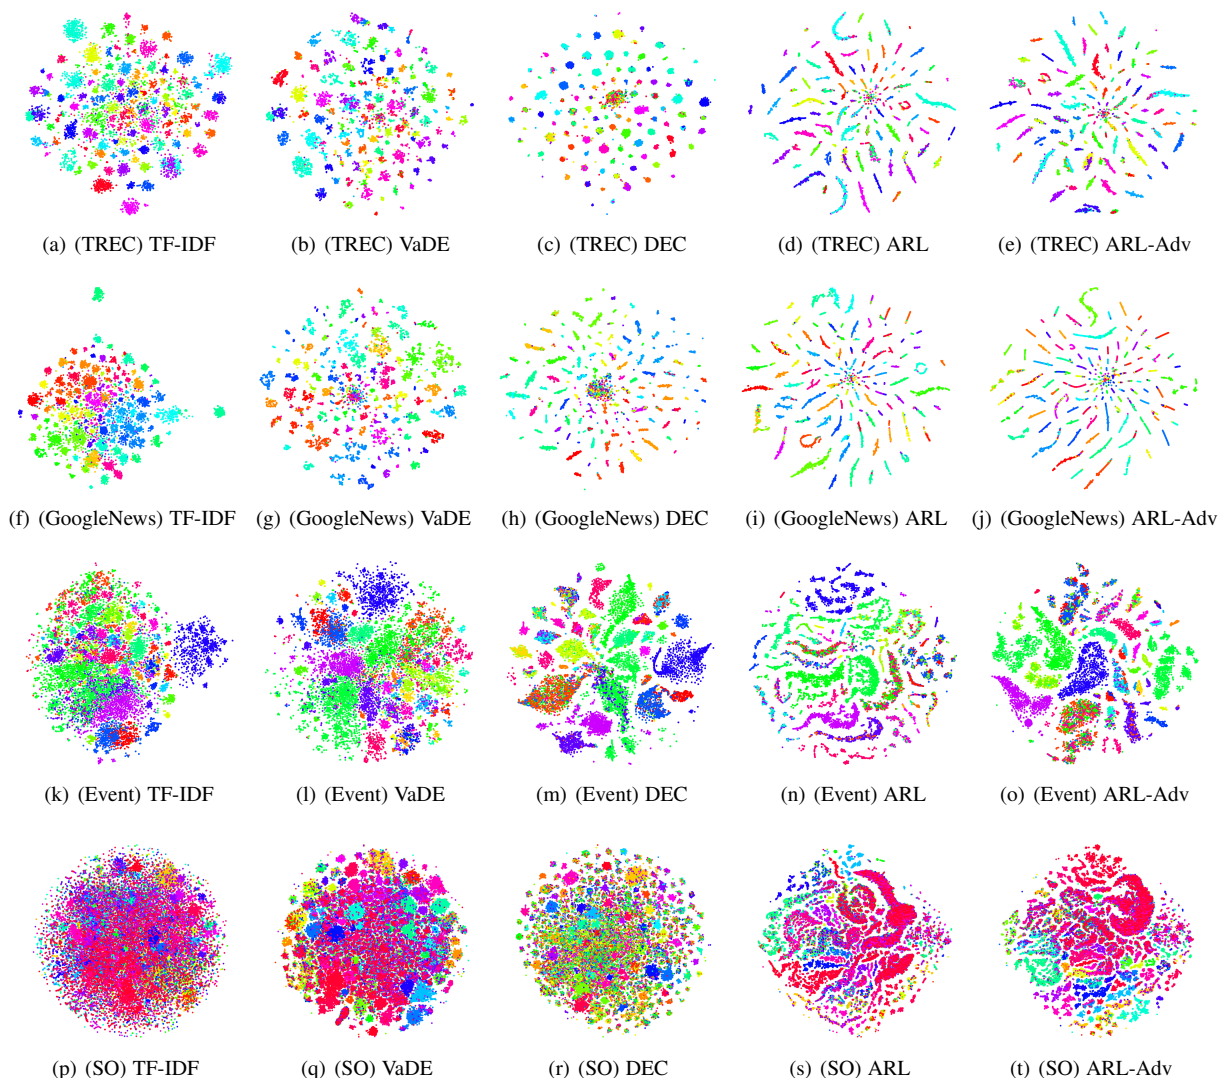 (a) (TREC) TF-IDF
(b) (TREC) VaDE
(c) (TREC) DEC
(d) (TREC) ARL
(e) (TREC) ARL-Adv
(f) (GoogleNews) TF-IDF
(g) (GoogleNews) VaDE
(h) (GoogleNews) DEC
(i) (GoogleNews) ARL
(j) (GoogleNews) ARL-Adv
(k) (Event) TF-IDF
(l) (Event) VaDE
(m) (Event) DEC
(n) (Event) ARL
(o) (Event) ARL-Adv
(p) (SO) TF-IDF
(q) (SO) VaDE
(r) (SO) DEC
(s) (SO) ARL
(t) (SO) ARL-Adv